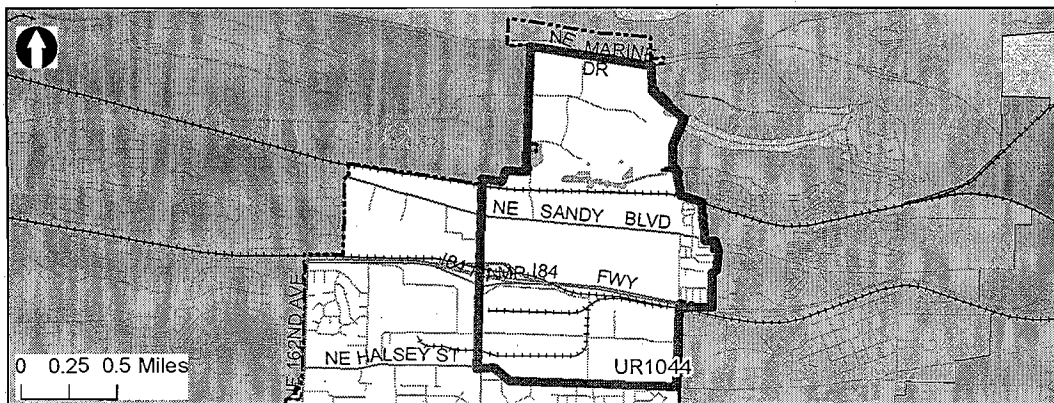 NE MARINE
DR
NE SANDY BLVD
I84
FWY
NE 162ND AVE
NE HALSEY ST
UR1044
0 0.25 0.5 Miles